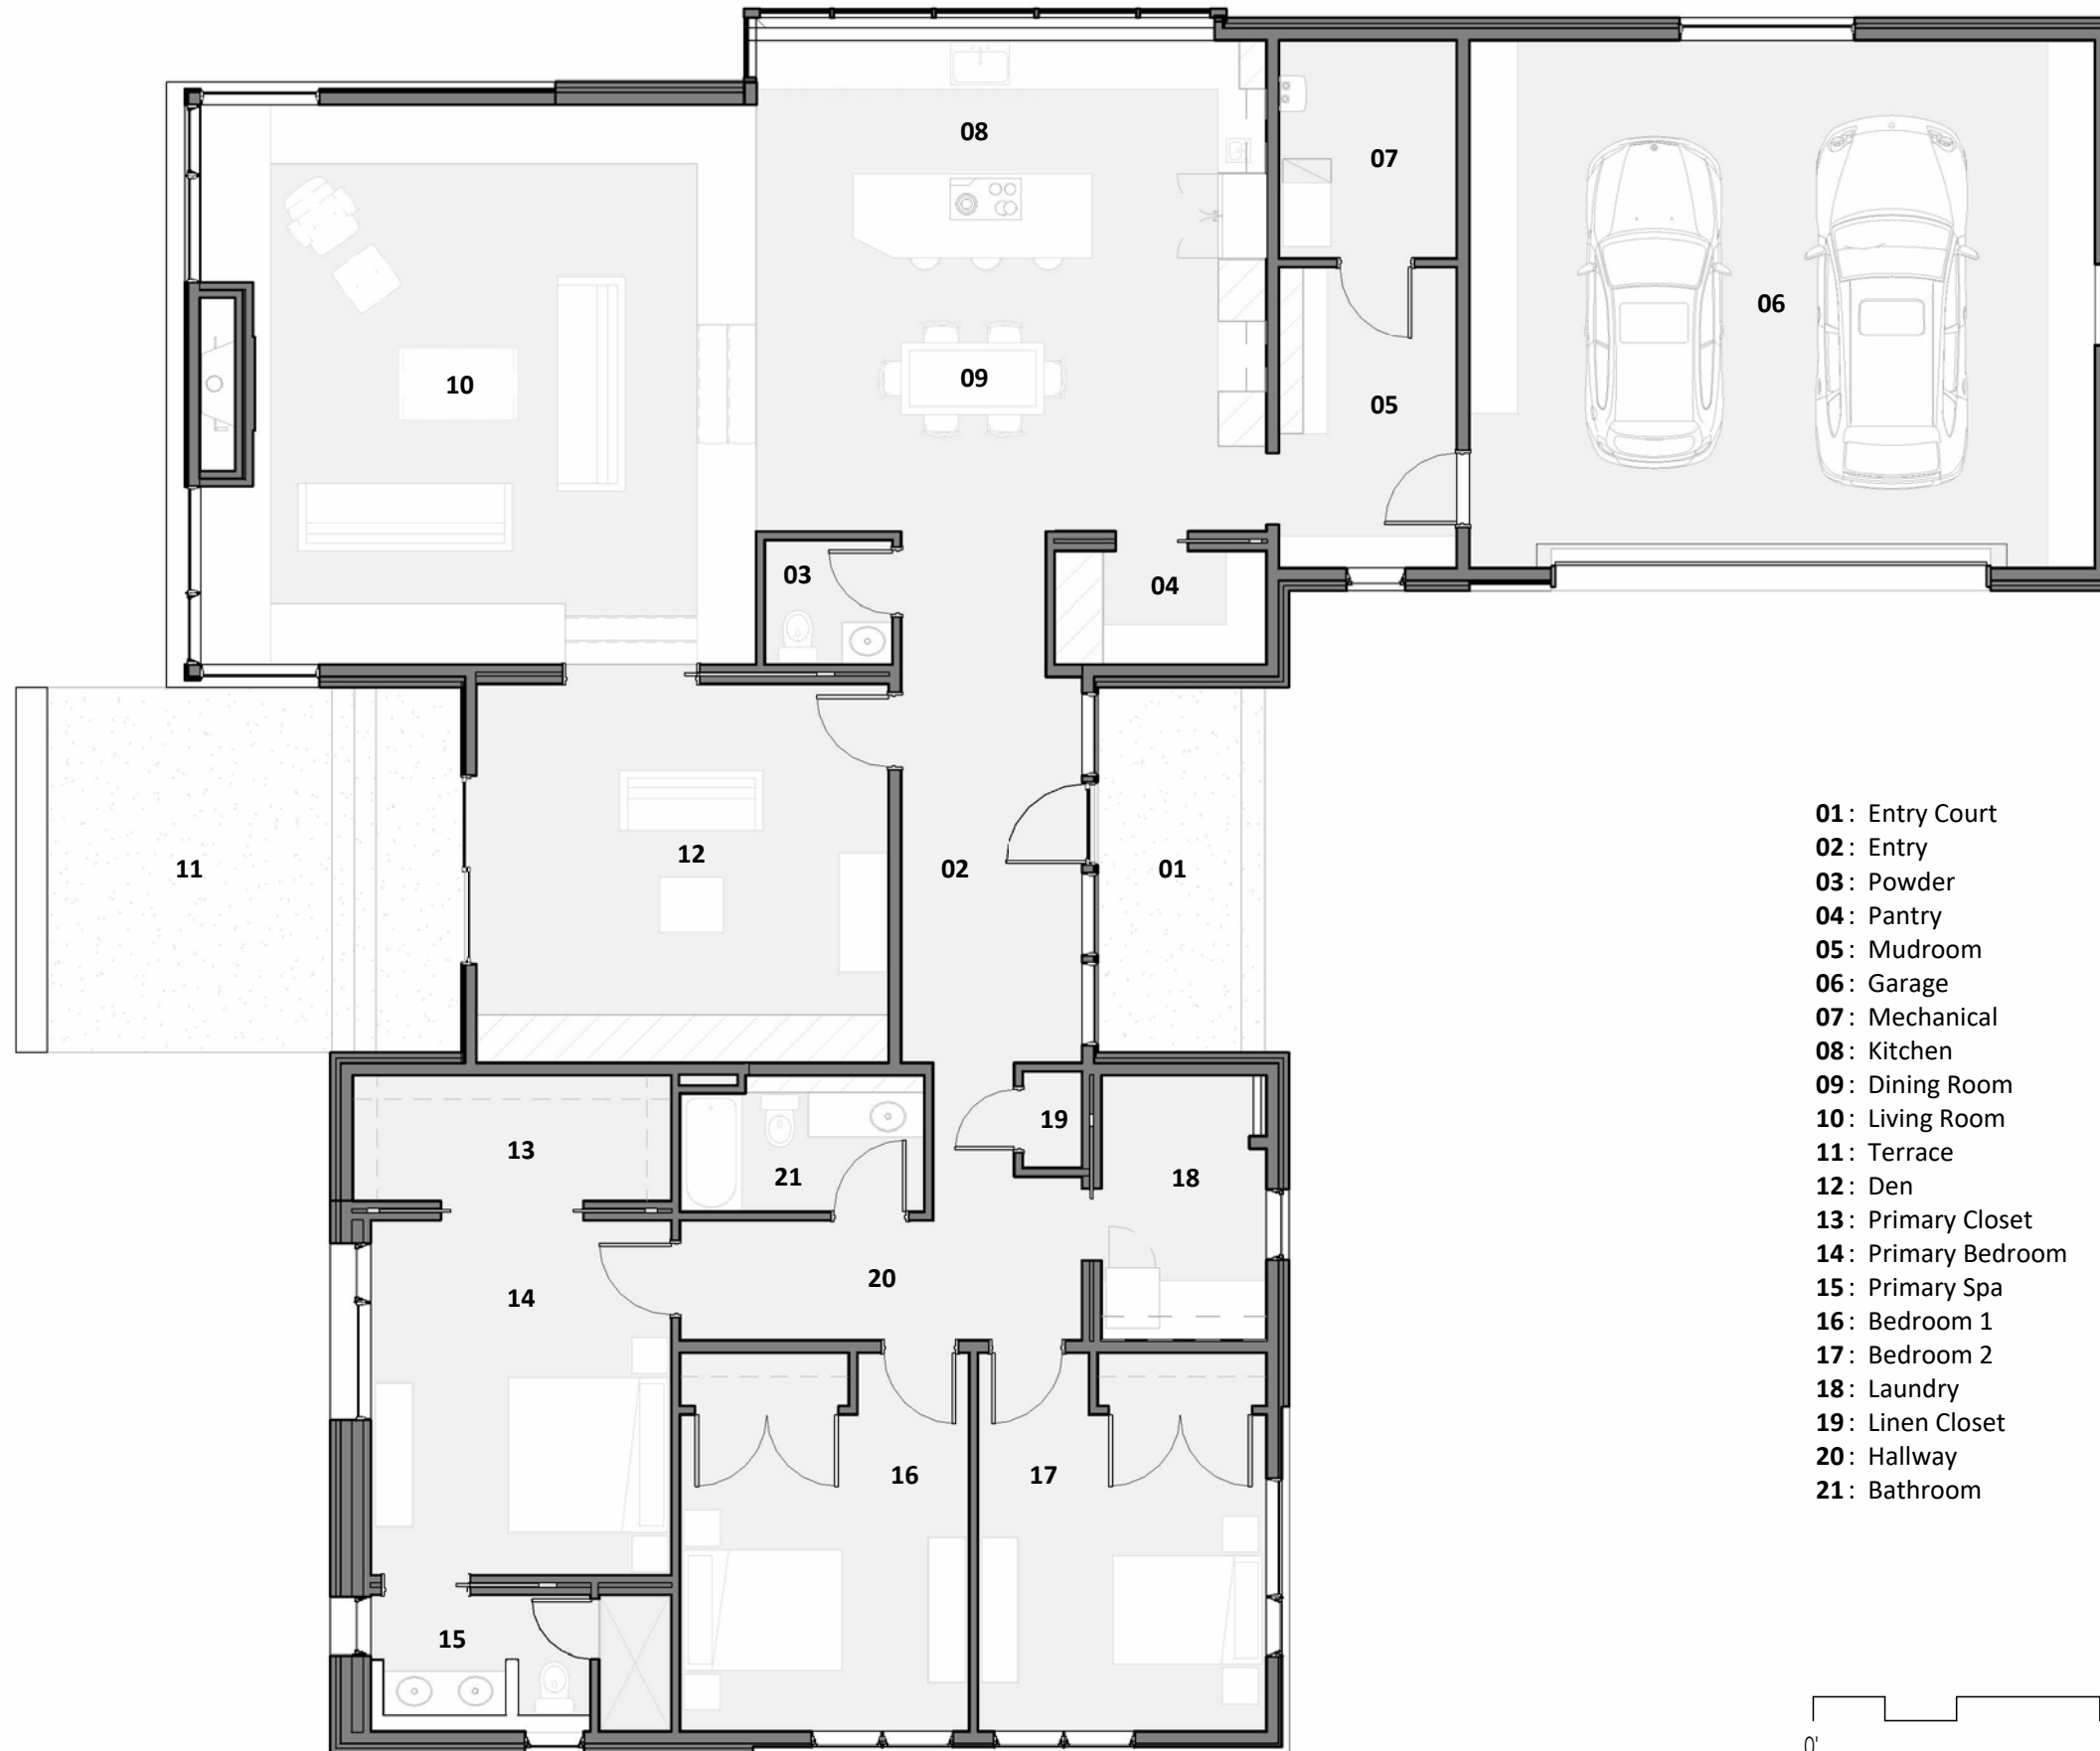 08
07
06
10
09
05
03
04
12
11
02
01
13
19
21
18
20
14
16
17
15
01: Entry Court
02: Entry
03: Powder
04: Pantry
05: Mudroom
06: Garage
07: Mechanical
08: Kitchen
09: Dining Room
10: Living Room
11: Terrace
12: Den
13: Primary Closet
14: Primary Bedroom
15: Primary Spa
16: Bedroom 1
17: Bedroom 2
18: Laundry
19: Linen Closet
20: Hallway
21: Bathroom
0'